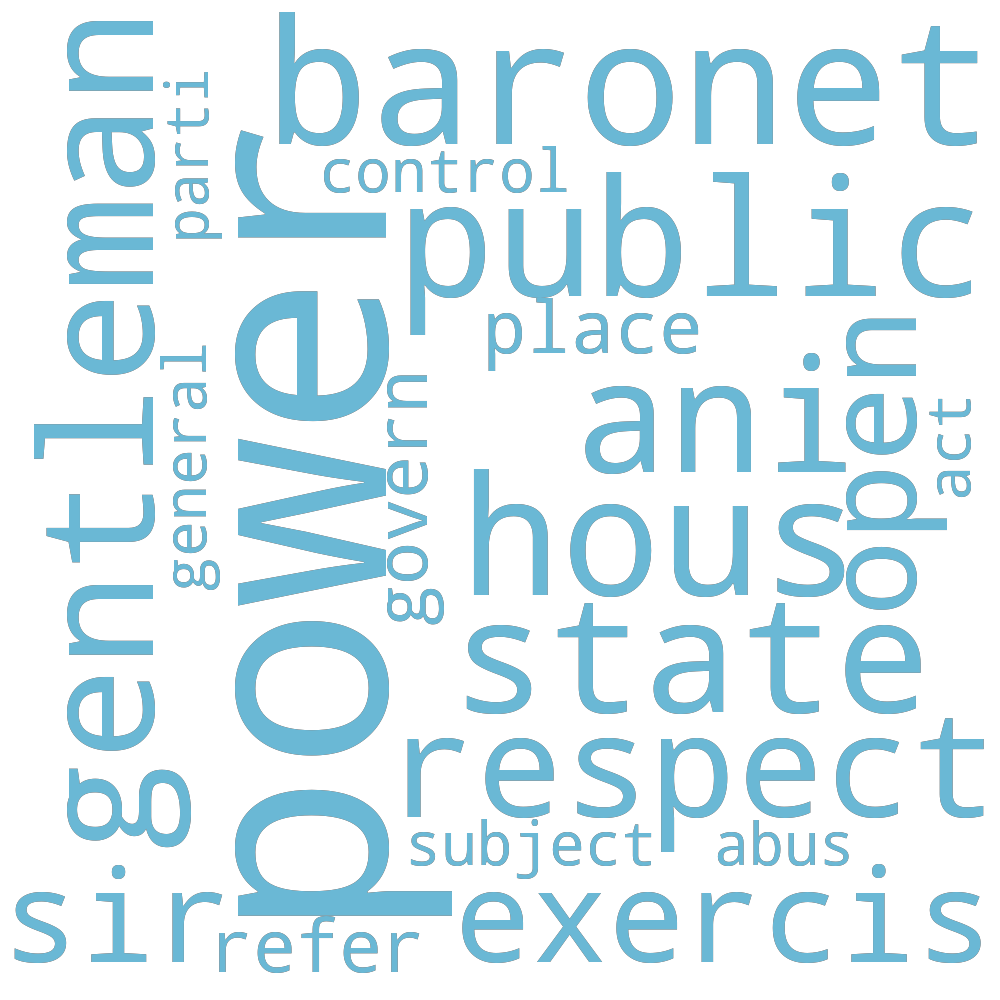 gentleman
parti
baronet
control
power
public
place
general
govern
ani
open
act
hous
state
respect
subject
abus
sir
refer
exercis